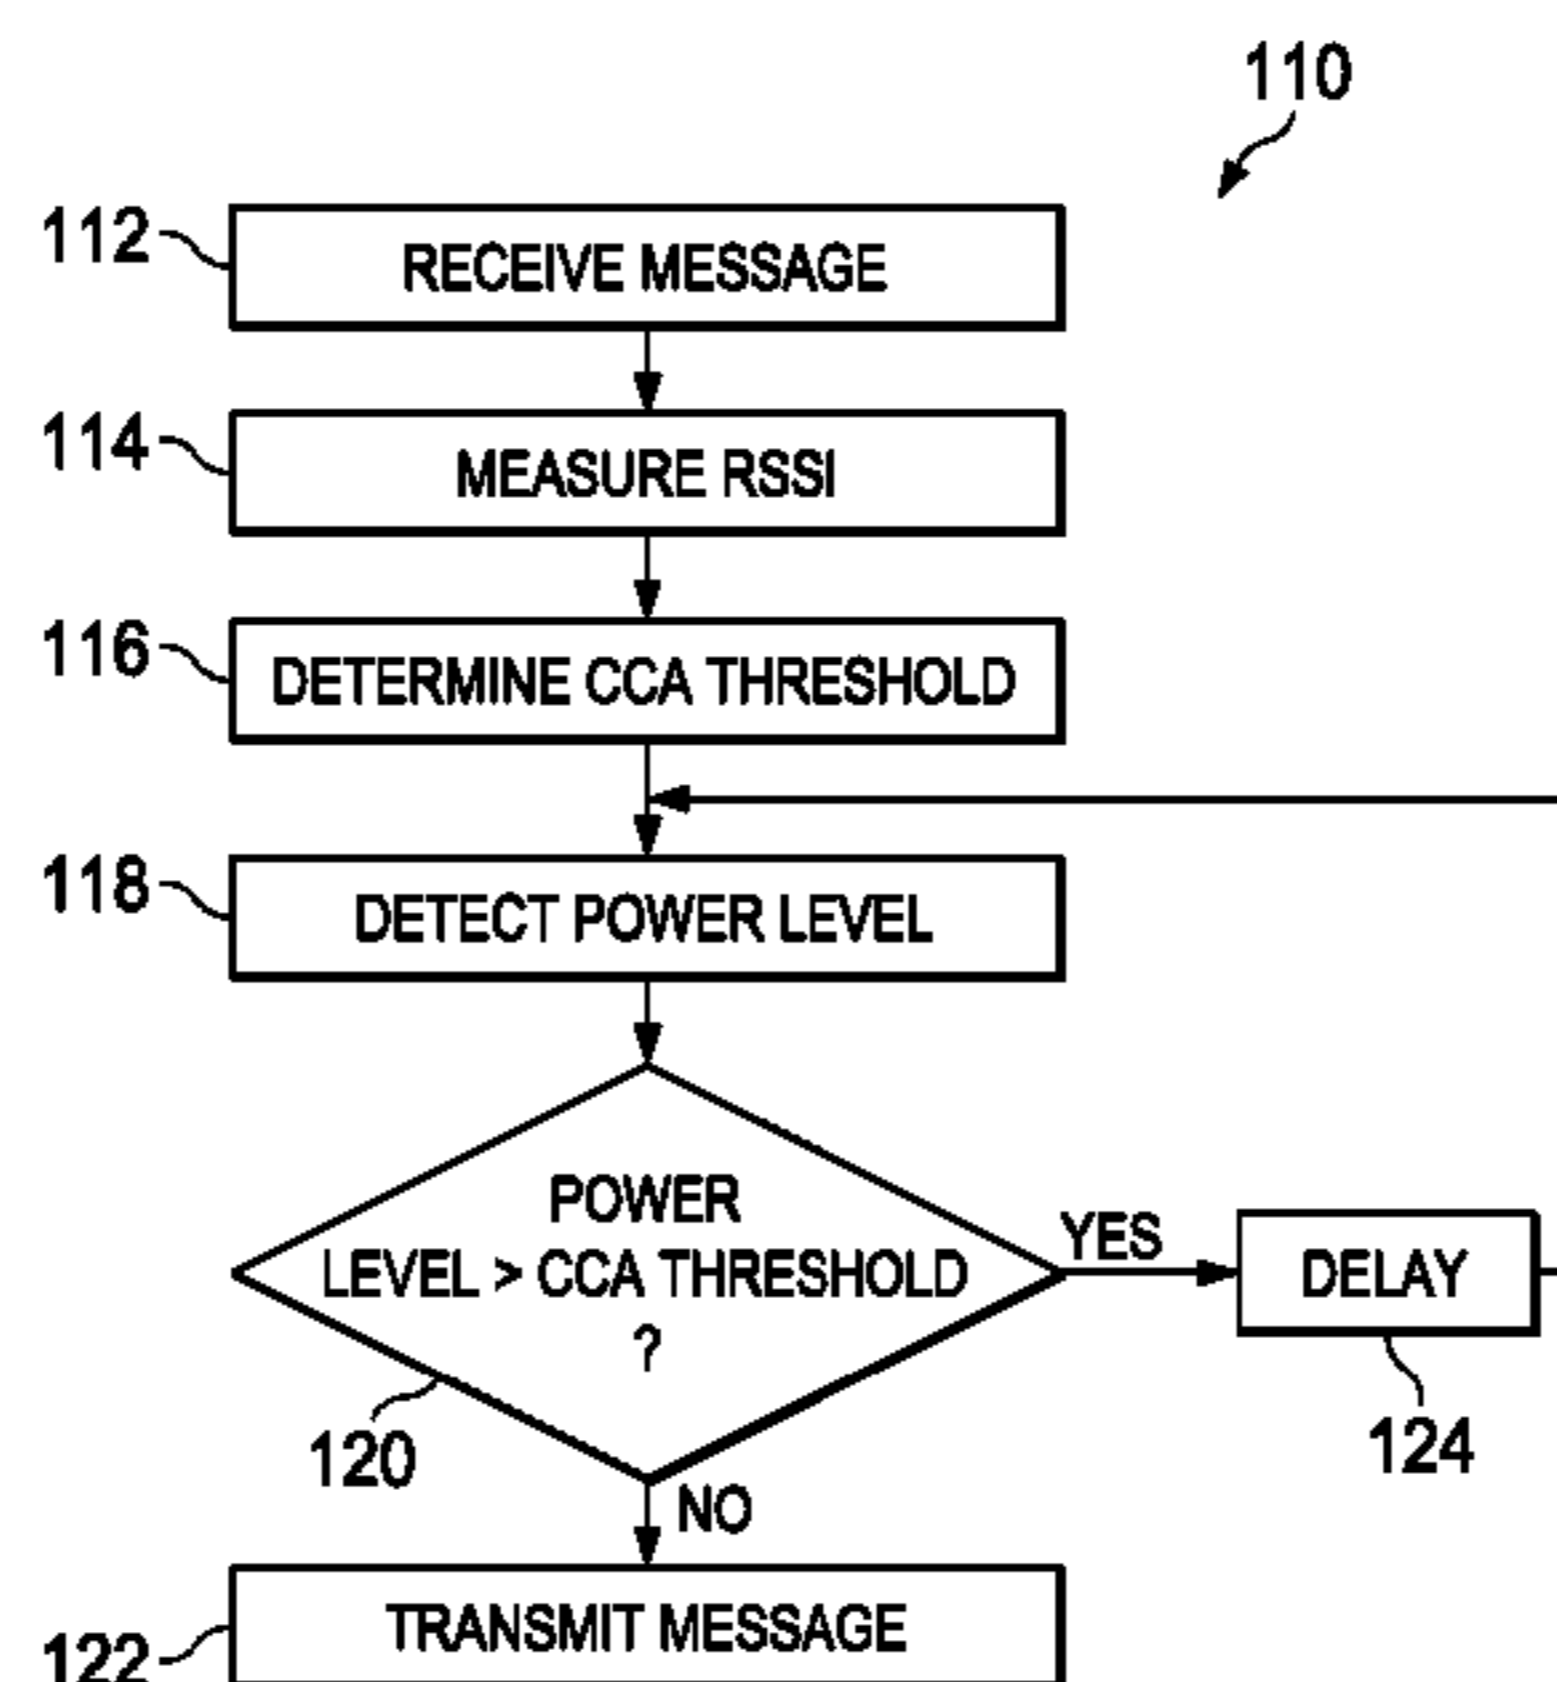 110
112
RECEIVE MESSAGE
114
MEASURE RSSI
116
DETERMINE CCA THRESHOLD
118
DETECT POWER LEVEL
POWER
LEVEL > CCA THRESHOLD
?
YES
DELAY
120
124
NO
TRANSMIT MESSAGE
122